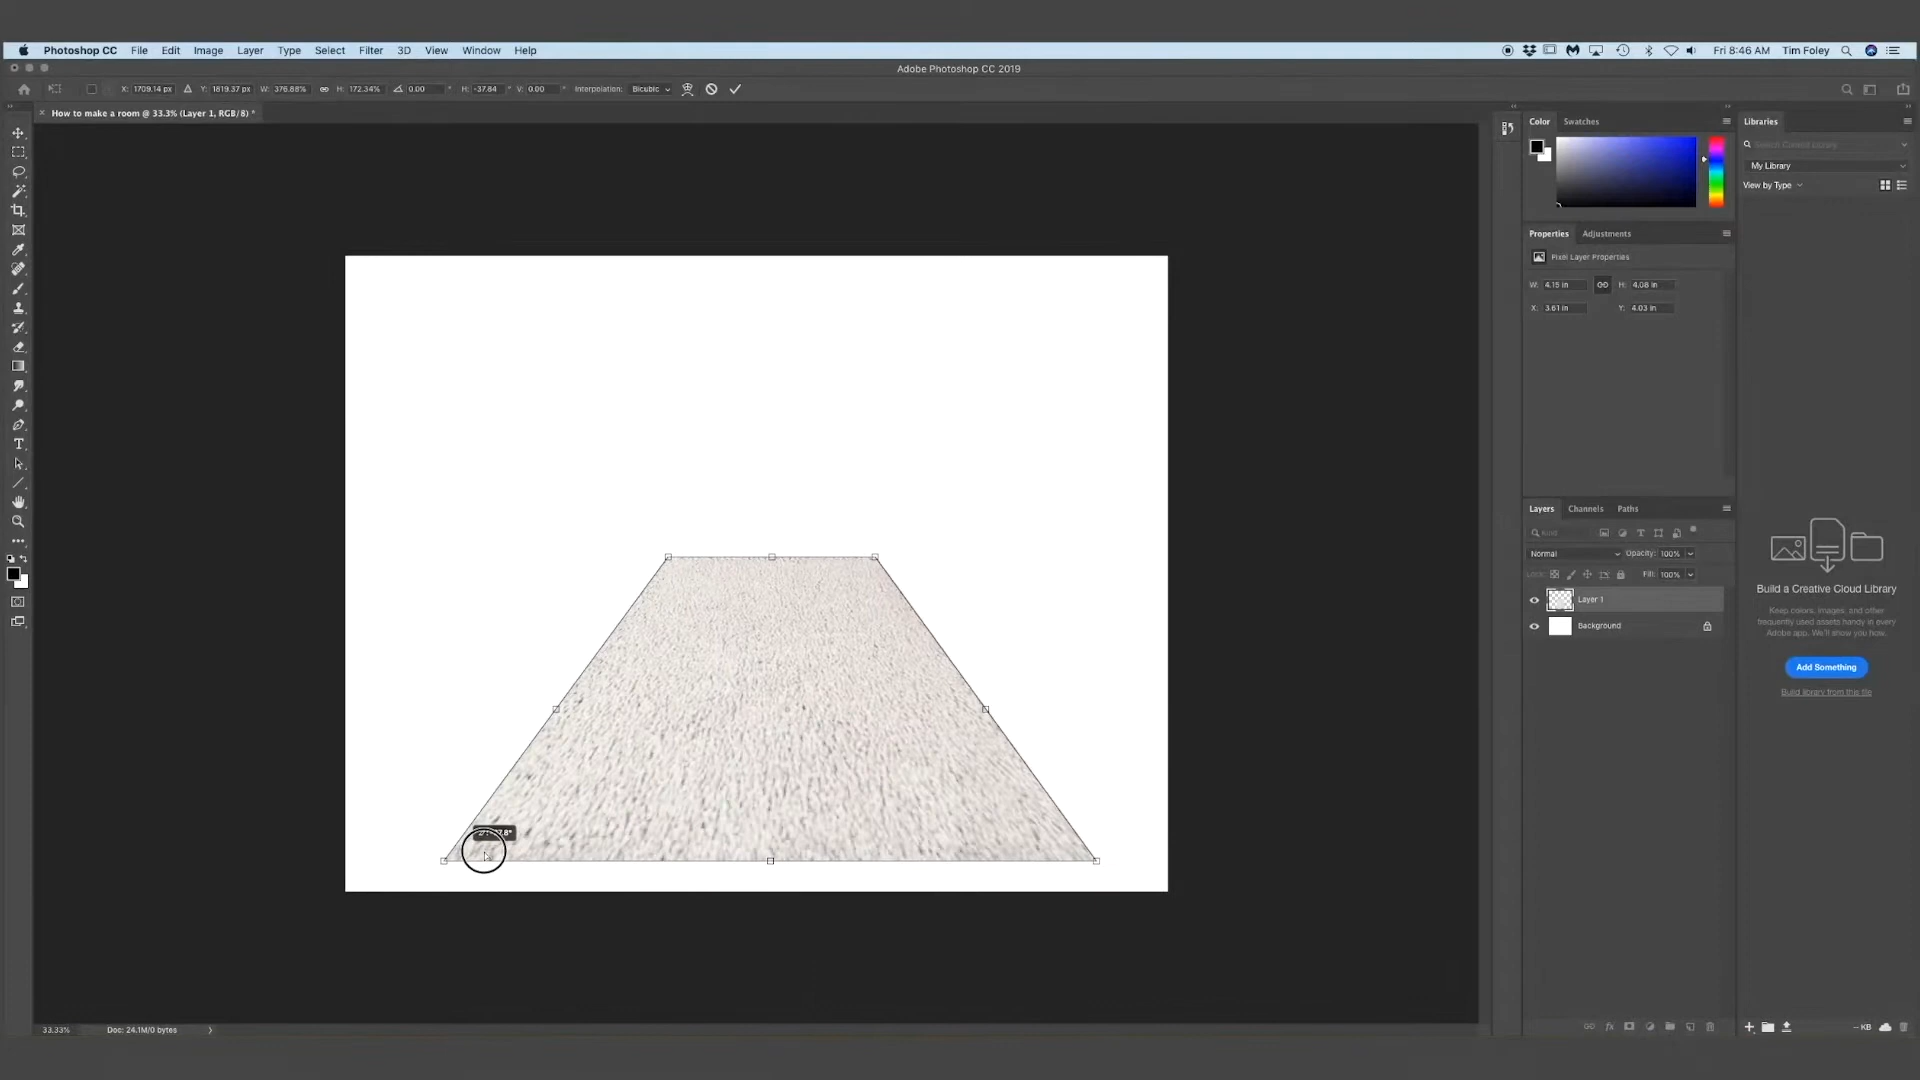 Photoshop CC File Edit Image Layer Type Select Filter 3D View Window Help Fri 8:46 AM Tim Foley
Adobe Photoshop CC 2019
X: 1709.14 px Y: 1819.37 px W: 376.88% H: 172.34% 0.00 ° H: -37.84 ° V: 0.00 ° Interpolation: Bicubic
× How to make a room @ 33.3% (Layer 1, RGB/8) *
Color Swatches
Libraries
Search Current Library
My Library
View by Type
Properties Adjustments
Pixel Layer Properties
W: 4.15 in H: 4.08 in
X: 3.61 in Y: 4.03 in
Layers Channels Paths
Kind
Normal Opacity: 100%
Lock: Fill: 100%
Layer 1
Background
Build a Creative Cloud Library
Keep colors, images, and other
frequently used assets handy in every
Adobe app. We'll show you how.
Add Something
Build library from this file
33.33% Doc: 24.1M/0 bytes
-- KB